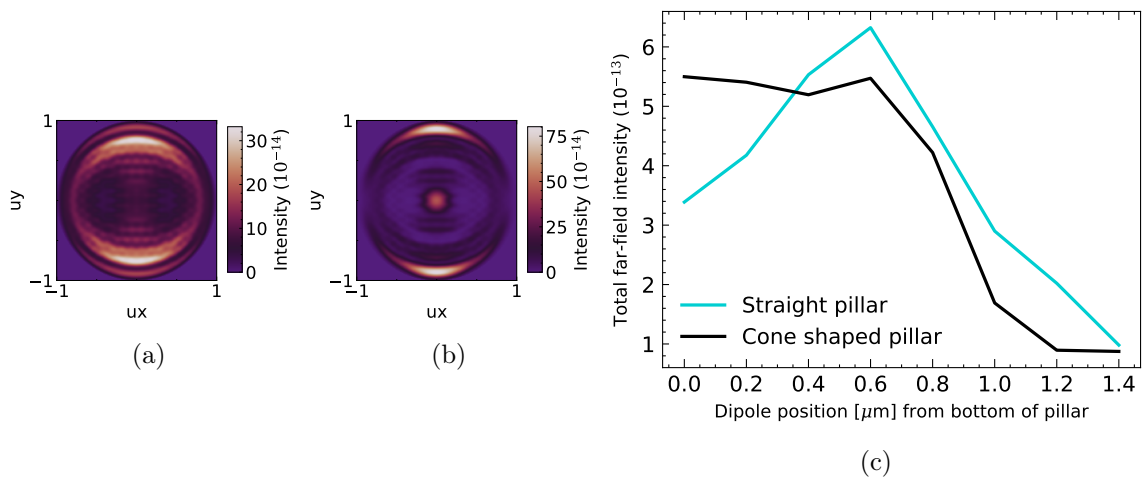 1
uy
−1
−1
1
ux
30
20
10
0
Intensity (10⁻¹⁴)
(a)
1
uy
−1
−1
1
ux
75
50
25
0
Intensity (10⁻¹⁴)
(b)
Total far-field intensity (10⁻¹³)
6
5
4
3
2
1
Straight pillar
Cone shaped pillar
0.0 0.2 0.4 0.6 0.8 1.0 1.2 1.4
Dipole position [μm] from bottom of pillar
(c)